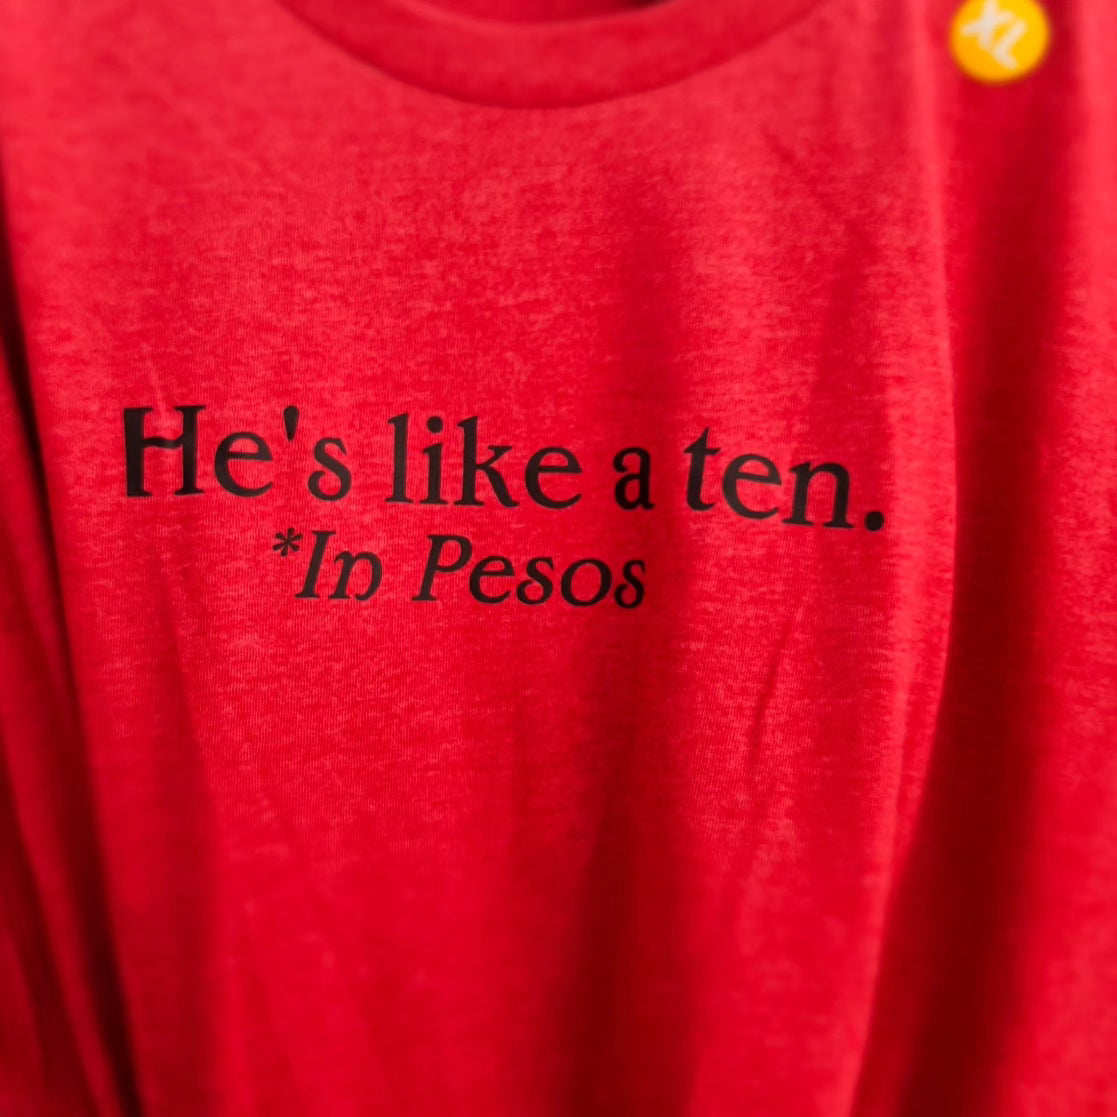 XL
He's like a ten.
*In Pesos